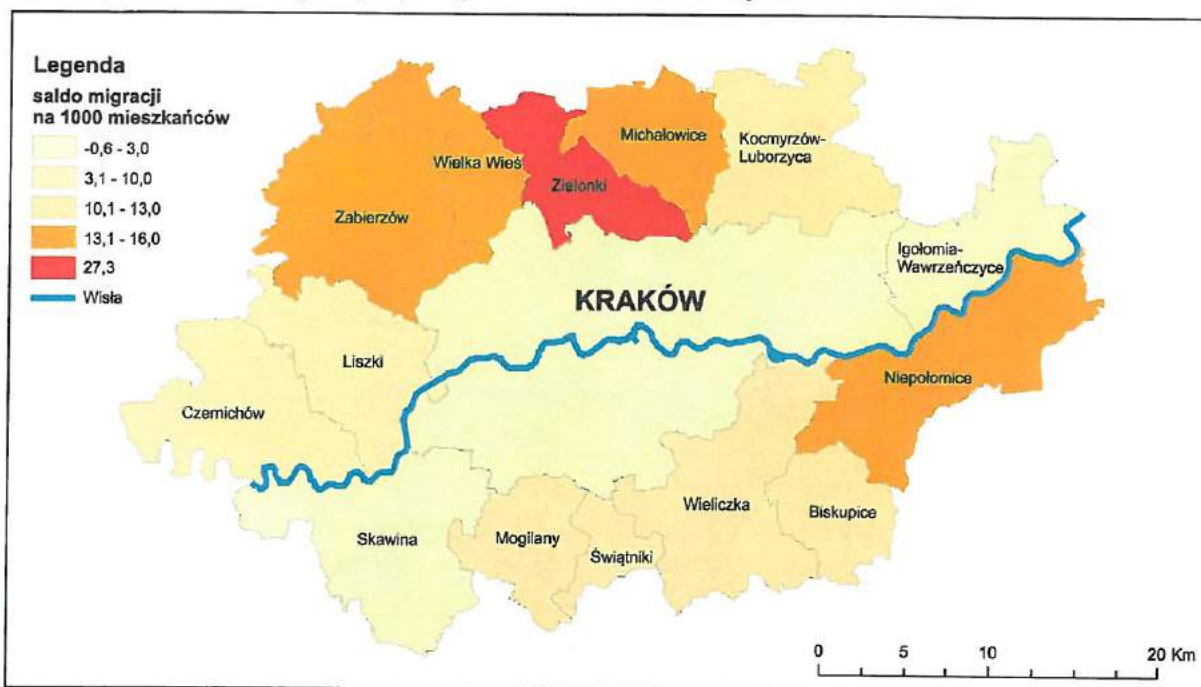 Legenda
saldo migracji
na 1000 mieszkańców
-0,6 - 3,0
3,1 - 10,0
10,1 - 13,0
13,1 - 16,0
27,3
Wisła
Michałowice
Kocmyrzów-
Luborzyca
Wielka Wieś
Zielonki
Zabierzów
Igołomia-
Wawrzeńczyce
KRAKÓW
Liszki
Niepołomice
Czernichów
Wieliczka
Biskupice
Skawina
Mogilany
Świątniki
0 5 10 20 Km